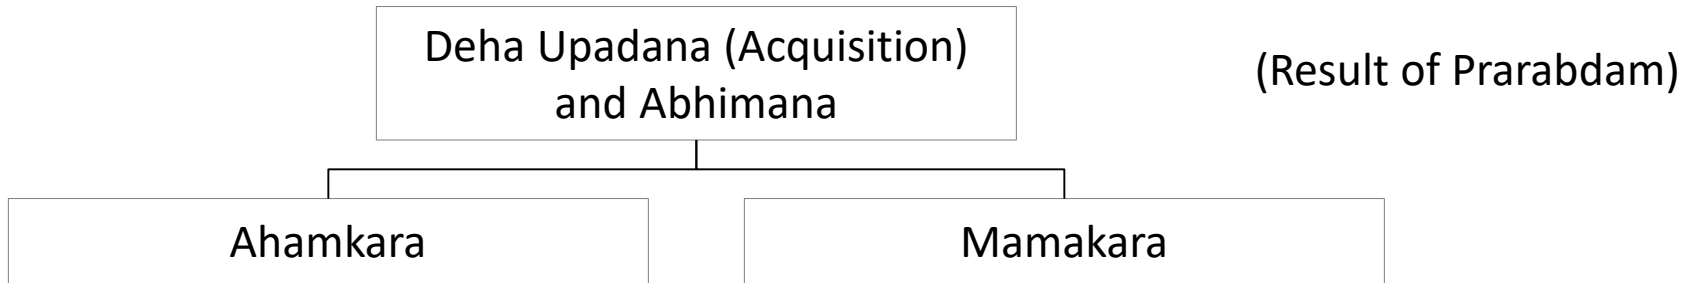 Deha Upadana (Acquisition)
and Abhimana
(Result of Prarabdam)
Ahamkara
Mamakara